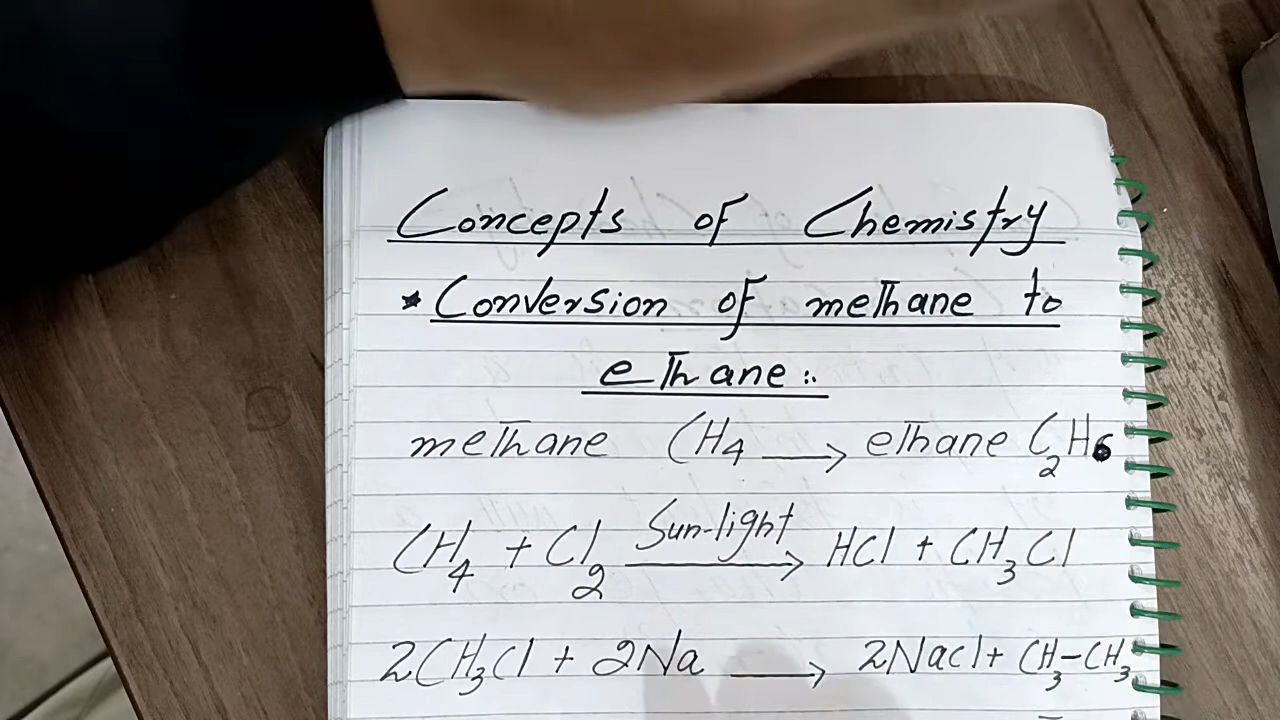 Concepts of Chemistry
* Conversion of methane to
ethane :.
methane CH4 → ethane C2H6
CH4 + Cl2 Sun-light → HCl + CH3Cl
2CH3Cl + 2Na → 2Nacl + CH3-CH3